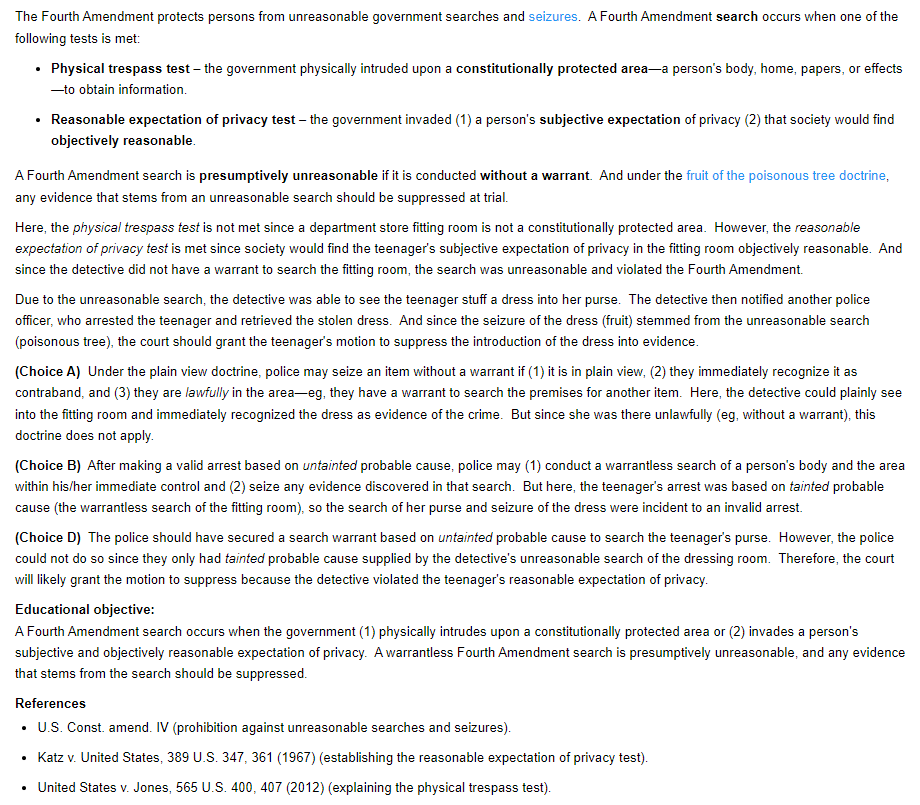 The Fourth Amendment protects persons from unreasonable government searches and seizures.  A Fourth Amendment search occurs when one of the
following tests is met:
• Physical trespass test – the government physically intruded upon a constitutionally protected area—a person's body, home, papers, or effects
—to obtain information.
• Reasonable expectation of privacy test – the government invaded (1) a person's subjective expectation of privacy (2) that society would find
objectively reasonable.
A Fourth Amendment search is presumptively unreasonable if it is conducted without a warrant.  And under the fruit of the poisonous tree doctrine,
any evidence that stems from an unreasonable search should be suppressed at trial.
Here, the physical trespass test is not met since a department store fitting room is not a constitutionally protected area.  However, the reasonable
expectation of privacy test is met since society would find the teenager's subjective expectation of privacy in the fitting room objectively reasonable.  And
since the detective did not have a warrant to search the fitting room, the search was unreasonable and violated the Fourth Amendment.
Due to the unreasonable search, the detective was able to see the teenager stuff a dress into her purse.  The detective then notified another police
officer, who arrested the teenager and retrieved the stolen dress.  And since the seizure of the dress (fruit) stemmed from the unreasonable search
(poisonous tree), the court should grant the teenager's motion to suppress the introduction of the dress into evidence.
(Choice A)  Under the plain view doctrine, police may seize an item without a warrant if (1) it is in plain view, (2) they immediately recognize it as
contraband, and (3) they are lawfully in the area—eg, they have a warrant to search the premises for another item.  Here, the detective could plainly see
into the fitting room and immediately recognized the dress as evidence of the crime.  But since she was there unlawfully (eg, without a warrant), this
doctrine does not apply.
(Choice B)  After making a valid arrest based on untainted probable cause, police may (1) conduct a warrantless search of a person's body and the area
within his/her immediate control and (2) seize any evidence discovered in that search.  But here, the teenager's arrest was based on tainted probable
cause (the warrantless search of the fitting room), so the search of her purse and seizure of the dress were incident to an invalid arrest.
(Choice D)  The police should have secured a search warrant based on untainted probable cause to search the teenager's purse.  However, the police
could not do so since they only had tainted probable cause supplied by the detective's unreasonable search of the dressing room.  Therefore, the court
will likely grant the motion to suppress because the detective violated the teenager's reasonable expectation of privacy.
Educational objective:
A Fourth Amendment search occurs when the government (1) physically intrudes upon a constitutionally protected area or (2) invades a person's
subjective and objectively reasonable expectation of privacy.  A warrantless Fourth Amendment search is presumptively unreasonable, and any evidence
that stems from the search should be suppressed.
References
• U.S. Const. amend. IV (prohibition against unreasonable searches and seizures).
• Katz v. United States, 389 U.S. 347, 361 (1967) (establishing the reasonable expectation of privacy test).
• United States v. Jones, 565 U.S. 400, 407 (2012) (explaining the physical trespass test).